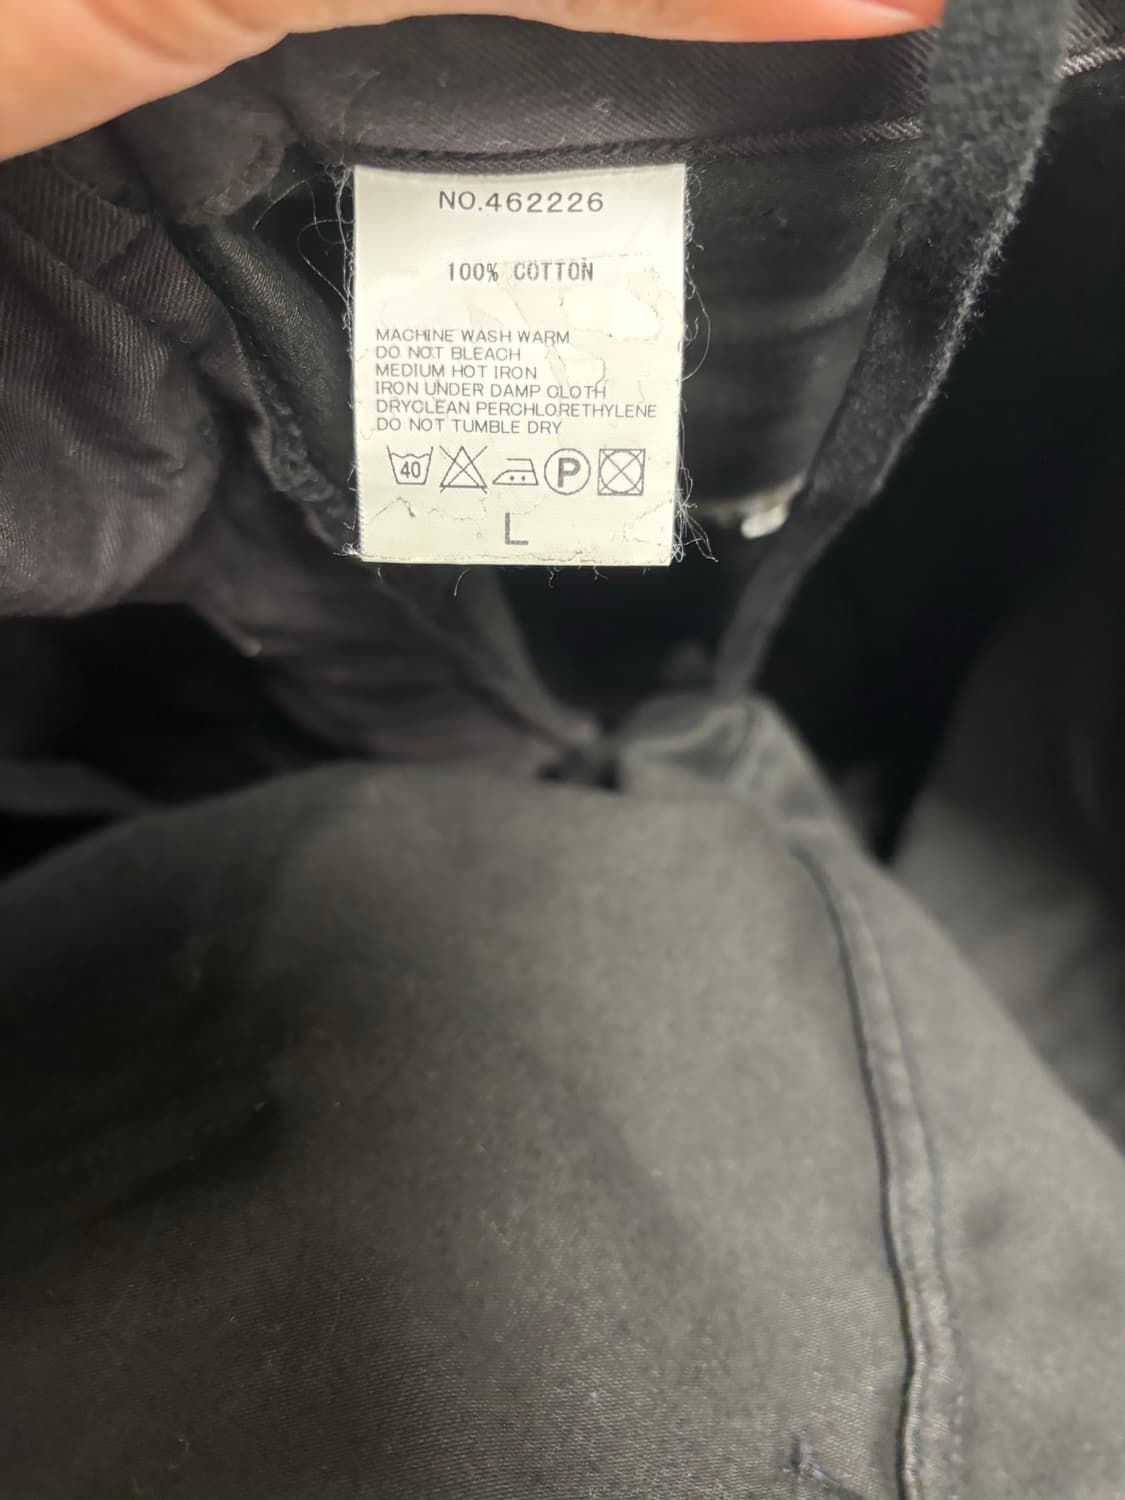 NO.462226
100% COTTON
MACHINE WASH WARM
DO NOT BLEACH
MEDIUM HOT IRON
IRON UNDER DAMP CLOTH
DRYCLEAN PERCHLORETHYLENE
DO NOT TUMBLE DRY
40 P
L